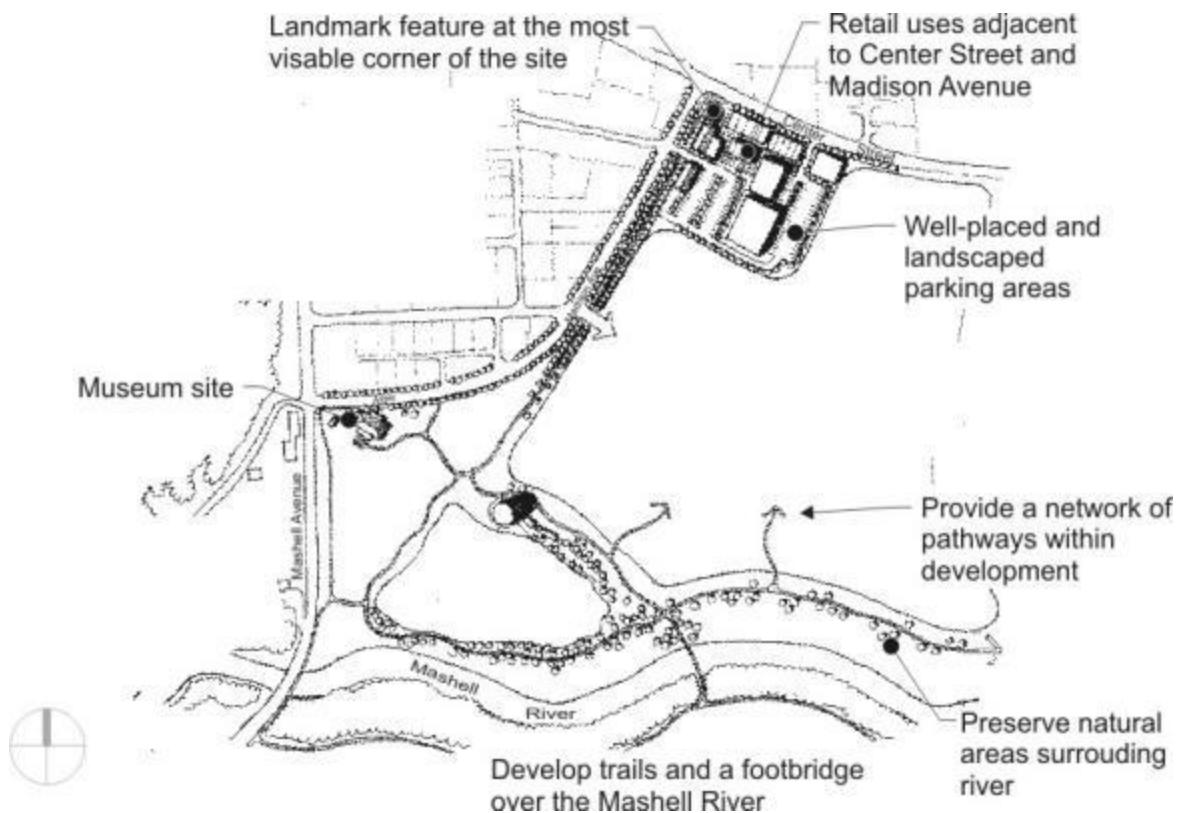 Landmark feature at the most
visable corner of the site
Retail uses adjacent
to Center Street and
Madison Avenue
Well-placed and
landscaped
parking areas
Museum site
Mashell Avenue
Provide a network of
pathways within
development
Mashell
River
Preserve natural
areas surrouding
river
Develop trails and a footbridge
over the Mashell River